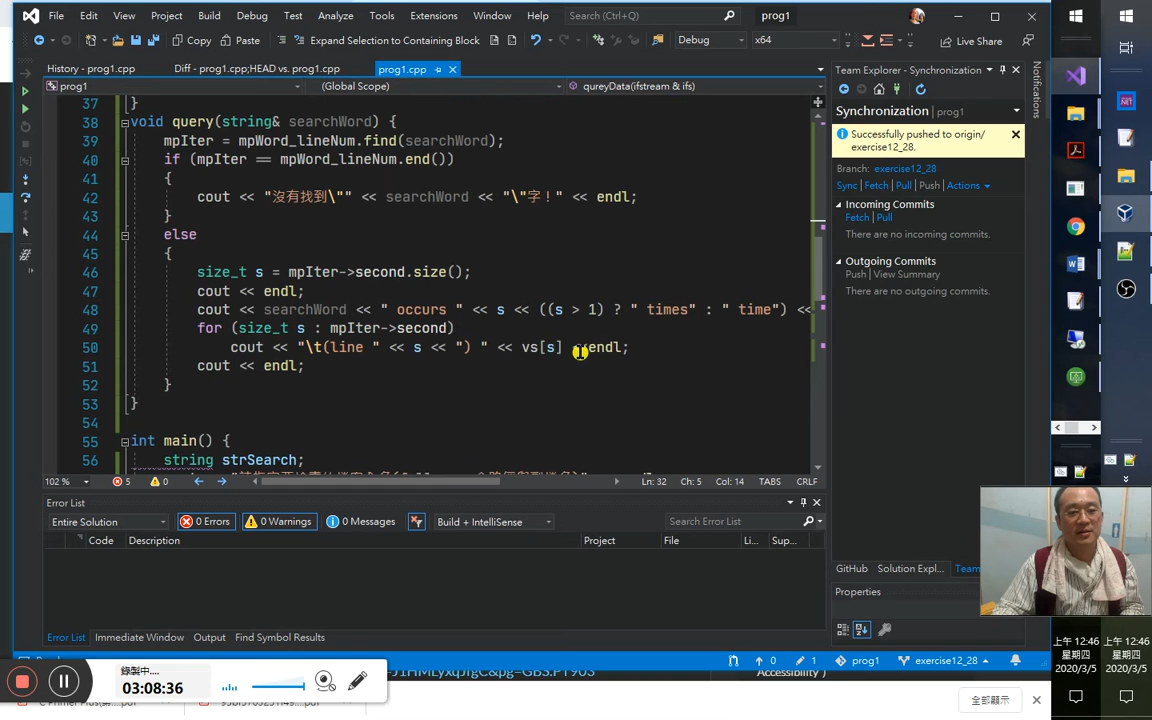 File Edit View Project Build Debug Test Analyze Tools Extensions Window Help Search (Ctrl+Q) prog1
Copy Paste Expand Selection to Containing Block Debug x64 Live Share
History - prog1.cpp Diff - prog1.cpp;HEAD vs. prog1.cpp prog1.cpp
prog1 (Global Scope) qureyData(ifstream & ifs)
37 }
38 void query(string& searchWord) {
39 mpIter = mpWord_lineNum.find(searchWord);
40 if (mpIter == mpWord_lineNum.end())
41 {
42 cout << "沒有找到\"" << searchWord << "\"字!" << endl;
43 }
44 else
45 {
46 size_t s = mpIter->second.size();
47 cout << endl;
48 cout << searchWord << " occurs " << s << ((s > 1) ? " times" : " time") <<
49 for (size_t s : mpIter->second)
50 cout << "\t(line " << s << ") " << vs[s] endl;
51 cout << endl;
52 }
53 }
54
55 int main() {
56 string strSearch;
102 % 5 0 Ln: 32 Ch: 5 Col: 14 TABS CRLF
Error List
Entire Solution 0 Errors 0 Warnings 0 Messages Build + IntelliSense Search Error List
Code Description Project File Li... Sup...
Error List Immediate Window Output Find Symbol Results
0 1 prog1 exercise12_28
Team Explorer - Synchronization
Synchronization prog1
Successfully pushed to origin/
exercise12_28.
Branch: exercise12_28
Sync Fetch Pull Push Actions
Incoming Commits
Fetch Pull
There are no incoming commits.
Outgoing Commits
Push View Summary
There are no outgoing commits.
GitHub Solution Expl... Team
Properties
Notifications
.NET
錄製中....
03:08:36
Accessibility )
全部顯示
上午 12:46
星期四
2020/3/5
上午 12:46
星期四
2020/3/5